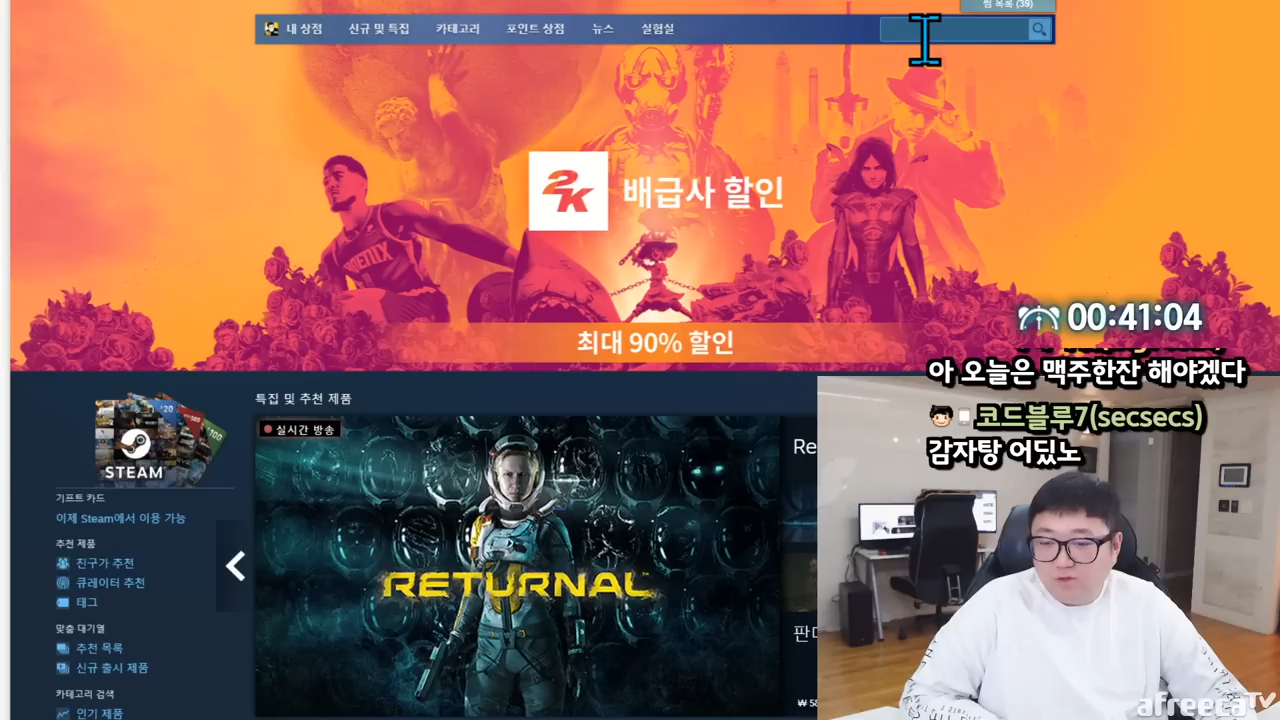 찜 목록 (39)
내 상점 신규 및 특집 카테고리 포인트 상점 뉴스 실험실
PHOENIX
2K 배급사 할인
최대 90% 할인
00:41:04
아 오늘은 맥주한잔 해야겠다
코드블루7(secsecs)
감자탕 어딨노
특집 및 추천 제품
실시간 방송
RETURNAL
Re
판
₩ 58
$20
$50
$100
STEAM
기프트 카드
이제 Steam에서 이용 가능
추천 제품
친구가 추천
큐레이터 추천
태그
맞춤 대기열
추천 목록
신규 출시 제품
카테고리 검색
인기 제품
afreecaTV